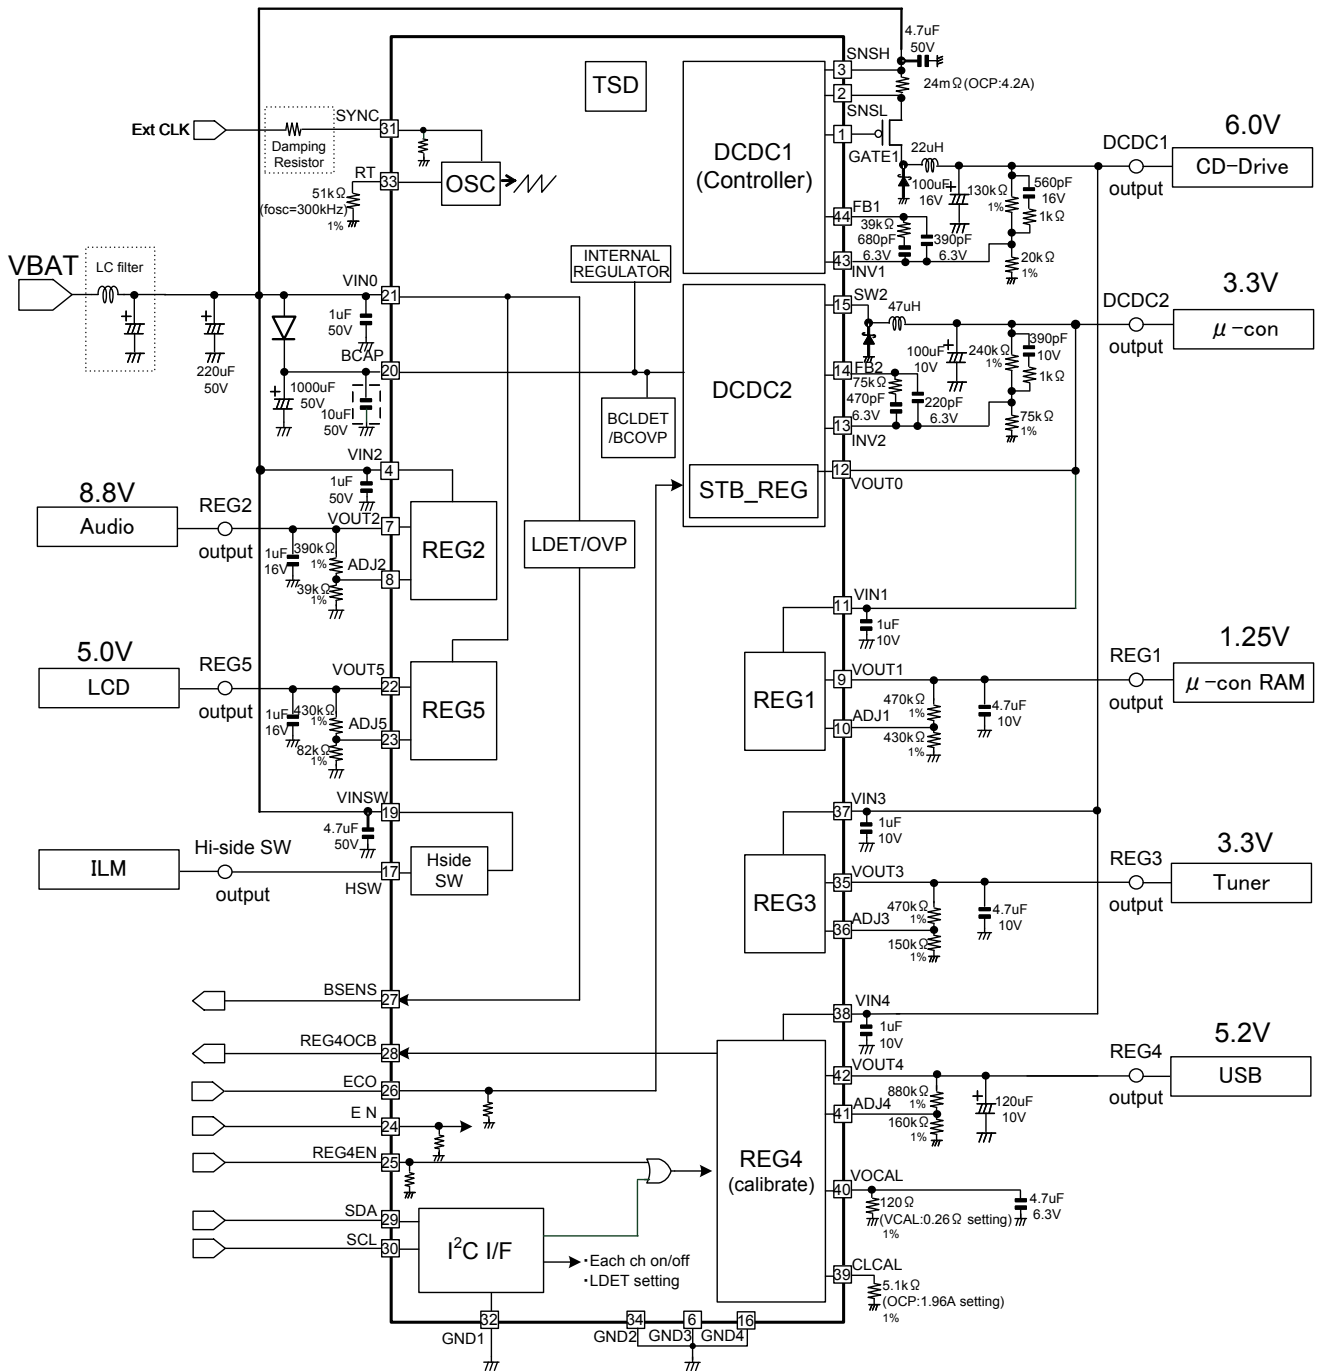 4.7uF
50V
SNSH
3
24mΩ(OCP:4.2A)
2
SNSL
TSD
DCDC1
(Controller)
1
GATE1
22uH
100uF
16V
130kΩ
1%
560pF
16V
1kΩ
20kΩ
1%
DCDC1
output
6.0V
CD-Drive
FB1
44
39kΩ
680pF
6.3V
390pF
6.3V
43
INV1
Ext CLK
Damping
Resistor
SYNC
31
RT
33
51kΩ
(fosc=300kHz)
1%
OSC
VBAT
LC filter
220uF
50V
VIN0
21
1uF
50V
BCAP
20
1000uF
50V
10uF
50V
INTERNAL
REGULATOR
BCLDET
/BCOVP
DCDC2
STB_REG
SW2
15
47uH
100uF
10V
240kΩ
1%
390pF
10V
1kΩ
75kΩ
1%
DCDC2
output
3.3V
μ-con
14
FB2
75kΩ
470pF
6.3V
220pF
6.3V
13
INV2
12
VOUT0
VIN2
4
1uF
50V
8.8V
Audio
REG2
output
VOUT2
7
1uF
16V
390kΩ
1%
ADJ2
8
39kΩ
1%
REG2
LDET/OVP
5.0V
LCD
REG5
output
VOUT5
22
1uF
16V
430kΩ
1%
ADJ5
23
82kΩ
1%
REG5
VIN1
11
1uF
10V
REG1
VOUT1
9
470kΩ
1%
ADJ1
10
430kΩ
1%
4.7uF
10V
REG1
output
1.25V
μ-con RAM
VINSW
19
4.7uF
50V
ILM
Hi-side SW
output
17
HSW
Hside
SW
VIN3
37
1uF
10V
REG3
VOUT3
35
470kΩ
1%
ADJ3
36
150kΩ
1%
4.7uF
10V
REG3
output
3.3V
Tuner
BSENS
27
REG4OCB
28
ECO
26
E N
24
REG4EN
25
SDA
29
SCL
30
I²C I/F
・Each ch on/off
・LDET setting
VIN4
38
1uF
10V
REG4
(calibrate)
VOUT4
42
880kΩ
1%
ADJ4
41
160kΩ
1%
120uF
10V
REG4
output
5.2V
USB
VOCAL
40
120Ω
(VCAL:0.26Ω setting)
1%
4.7uF
6.3V
CLCAL
39
5.1kΩ
(OCP:1.96A setting)
1%
32
GND1
34
GND2
6
GND3
16
GND4